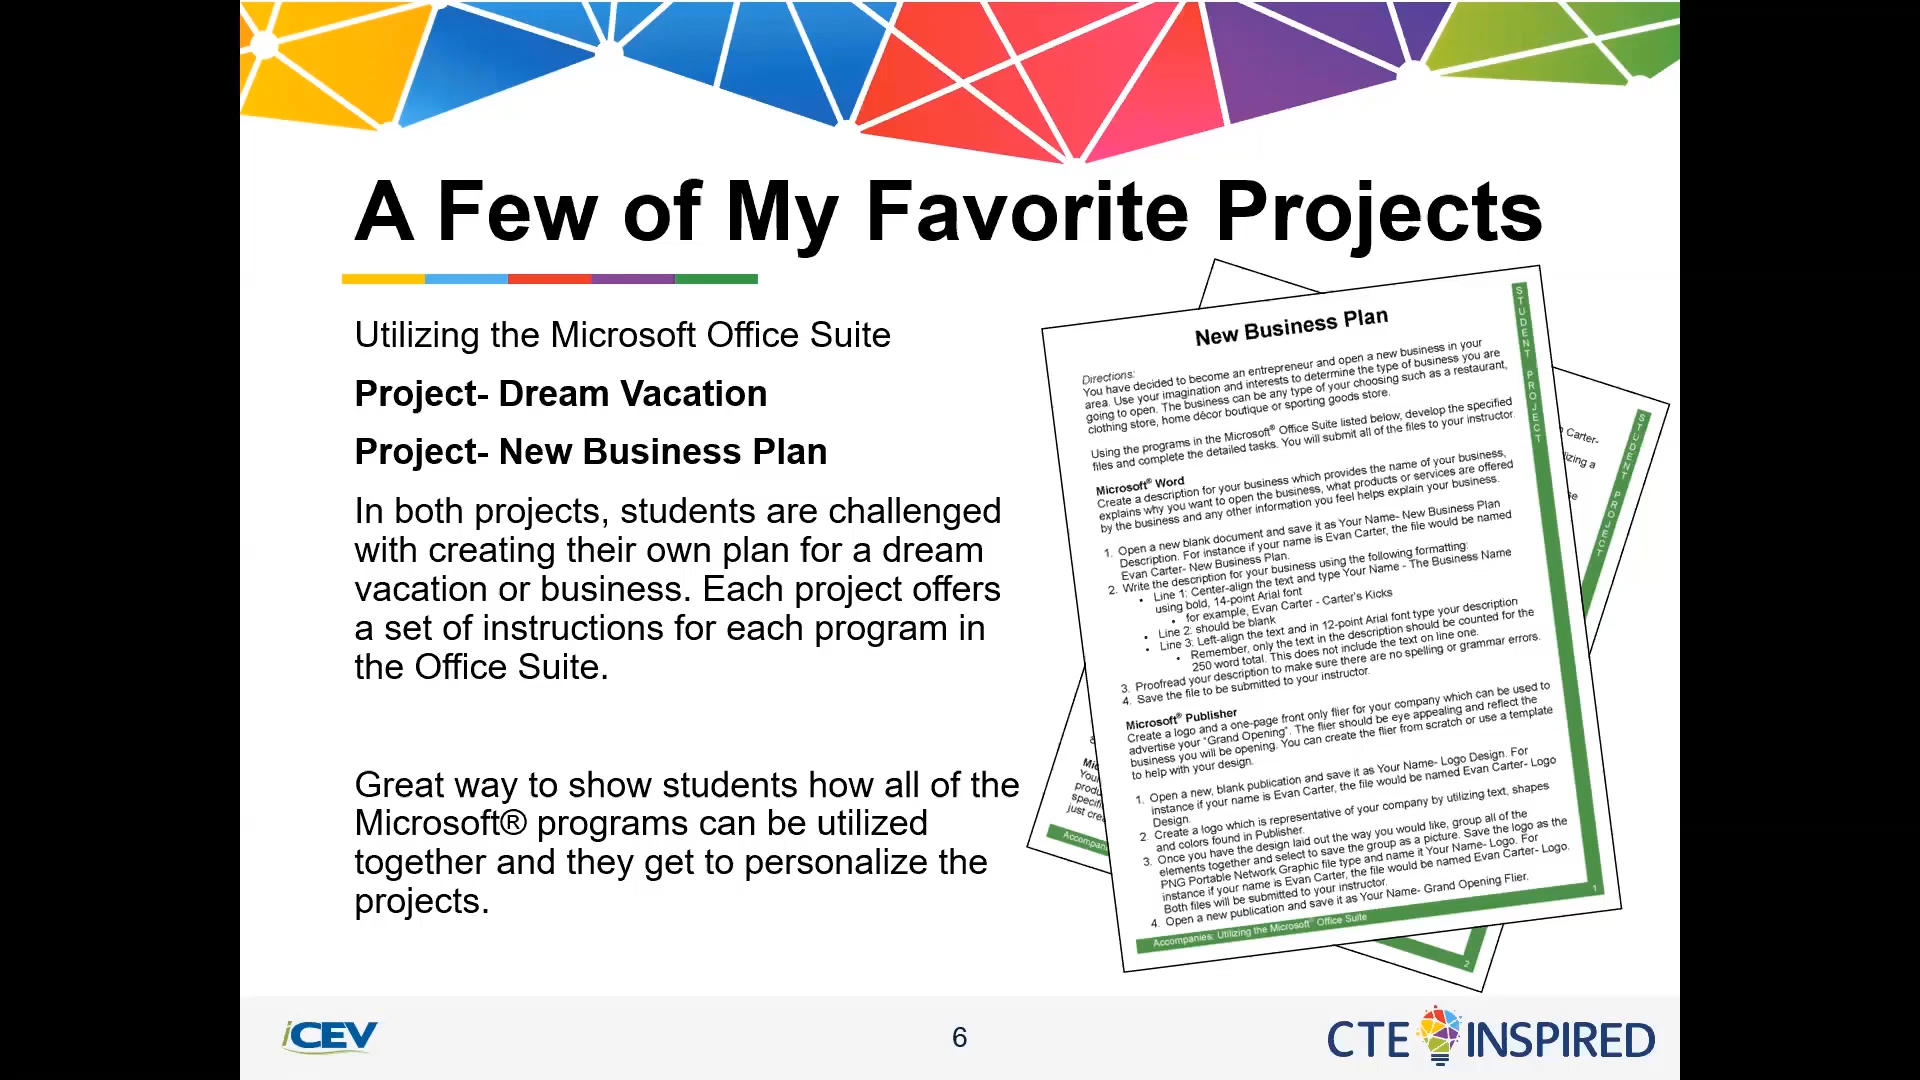 A Few of My Favorite Projects
Utilizing the Microsoft Office Suite
Project- Dream Vacation
Project- New Business Plan
In both projects, students are challenged
with creating their own plan for a dream
vacation or business. Each project offers
a set of instructions for each program in
the Office Suite.
Great way to show students how all of the
Microsoft® programs can be utilized
together and they get to personalize the
projects.
New Business Plan
Directions:
You have decided to become an entrepreneur and open a new business in your
area. Use your imagination and interests to determine the type of business you are
going to open. The business can be any type of your choosing such as a restaurant,
clothing store, home décor boutique or sporting goods store.
Using the programs in the Microsoft® Office Suite listed below, develop the specified
files and complete the detailed tasks. You will submit all of the files to your instructor.
Microsoft® Word
Create a description for your business which provides the name of your business,
explains why you want to open the business, what products or services are offered
by the business and any other information you feel helps explain your business.
1. Open a new blank document and save it as Your Name- New Business Plan
Description. For instance if your name is Evan Carter, the file would be named
Evan Carter- New Business Plan.
2. Write the description for your business using the following formatting:
• Line 1: Center-align the text and type Your Name - The Business Name
using bold, 14-point Arial font
• for example, Evan Carter - Carter's Kicks
• Line 2: should be blank
• Line 3: Left-align the text and in 12-point Arial font type your description
• Remember, only the text in the description should be counted for the
250 word total. This does not include the text on line one.
3. Proofread your description to make sure there are no spelling or grammar errors.
4. Save the file to be submitted to your instructor.
Microsoft® Publisher
Create a logo and a one-page front only flier for your company which can be used to
advertise your "Grand Opening". The flier should be eye appealing and reflect the
business you will be opening. You can create the flier from scratch or use a template
to help with your design.
1. Open a new, blank publication and save it as Your Name- Logo Design. For
instance if your name is Evan Carter, the file would be named Evan Carter- Logo
Design.
2. Create a logo which is representative of your company by utilizing text, shapes
and colors found in Publisher.
3. Once you have the design laid out the way you would like, group all of the
elements together and select to save the group as a picture. Save the logo as the
PNG Portable Network Graphic file type and name it Your Name- Logo. For
instance if your name is Evan Carter, the file would be named Evan Carter- Logo.
Both files will be submitted to your instructor.
4. Open a new publication and save it as Your Name- Grand Opening Flier.
Accompanies: Utilizing the Microsoft® Office Suite
1
STUDENT PROJECT
Carter-
STUDENT PROJECT
2
iCEV
6
CTE INSPIRED